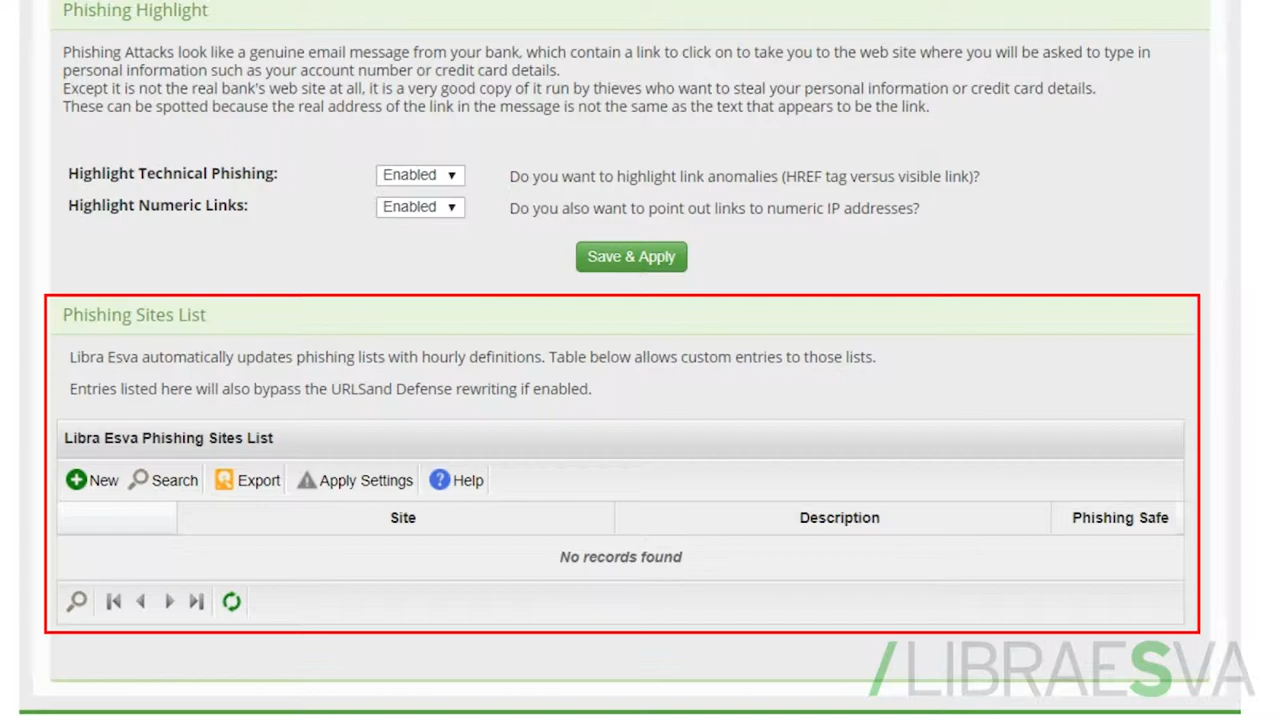 Phishing Highlight
Phishing Attacks look like a genuine email message from your bank, which contain a link to click on to take you to the web site where you will be asked to type in
personal information such as your account number or credit card details.
Except it is not the real bank's web site at all, it is a very good copy of it run by thieves who want to steal your personal information or credit card details.
These can be spotted because the real address of the link in the message is not the same as the text that appears to be the link.
Highlight Technical Phishing: Enabled Do you want to highlight link anomalies (HREF tag versus visible link)?
Highlight Numeric Links: Enabled Do you also want to point out links to numeric IP addresses?
Save & Apply
Phishing Sites List
Libra Esva automatically updates phishing lists with hourly definitions. Table below allows custom entries to those lists.
Entries listed here will also bypass the URLSand Defense rewriting if enabled.
Libra Esva Phishing Sites List
New Search Export Apply Settings Help
Site Description Phishing Safe
No records found
LIBRAESVA